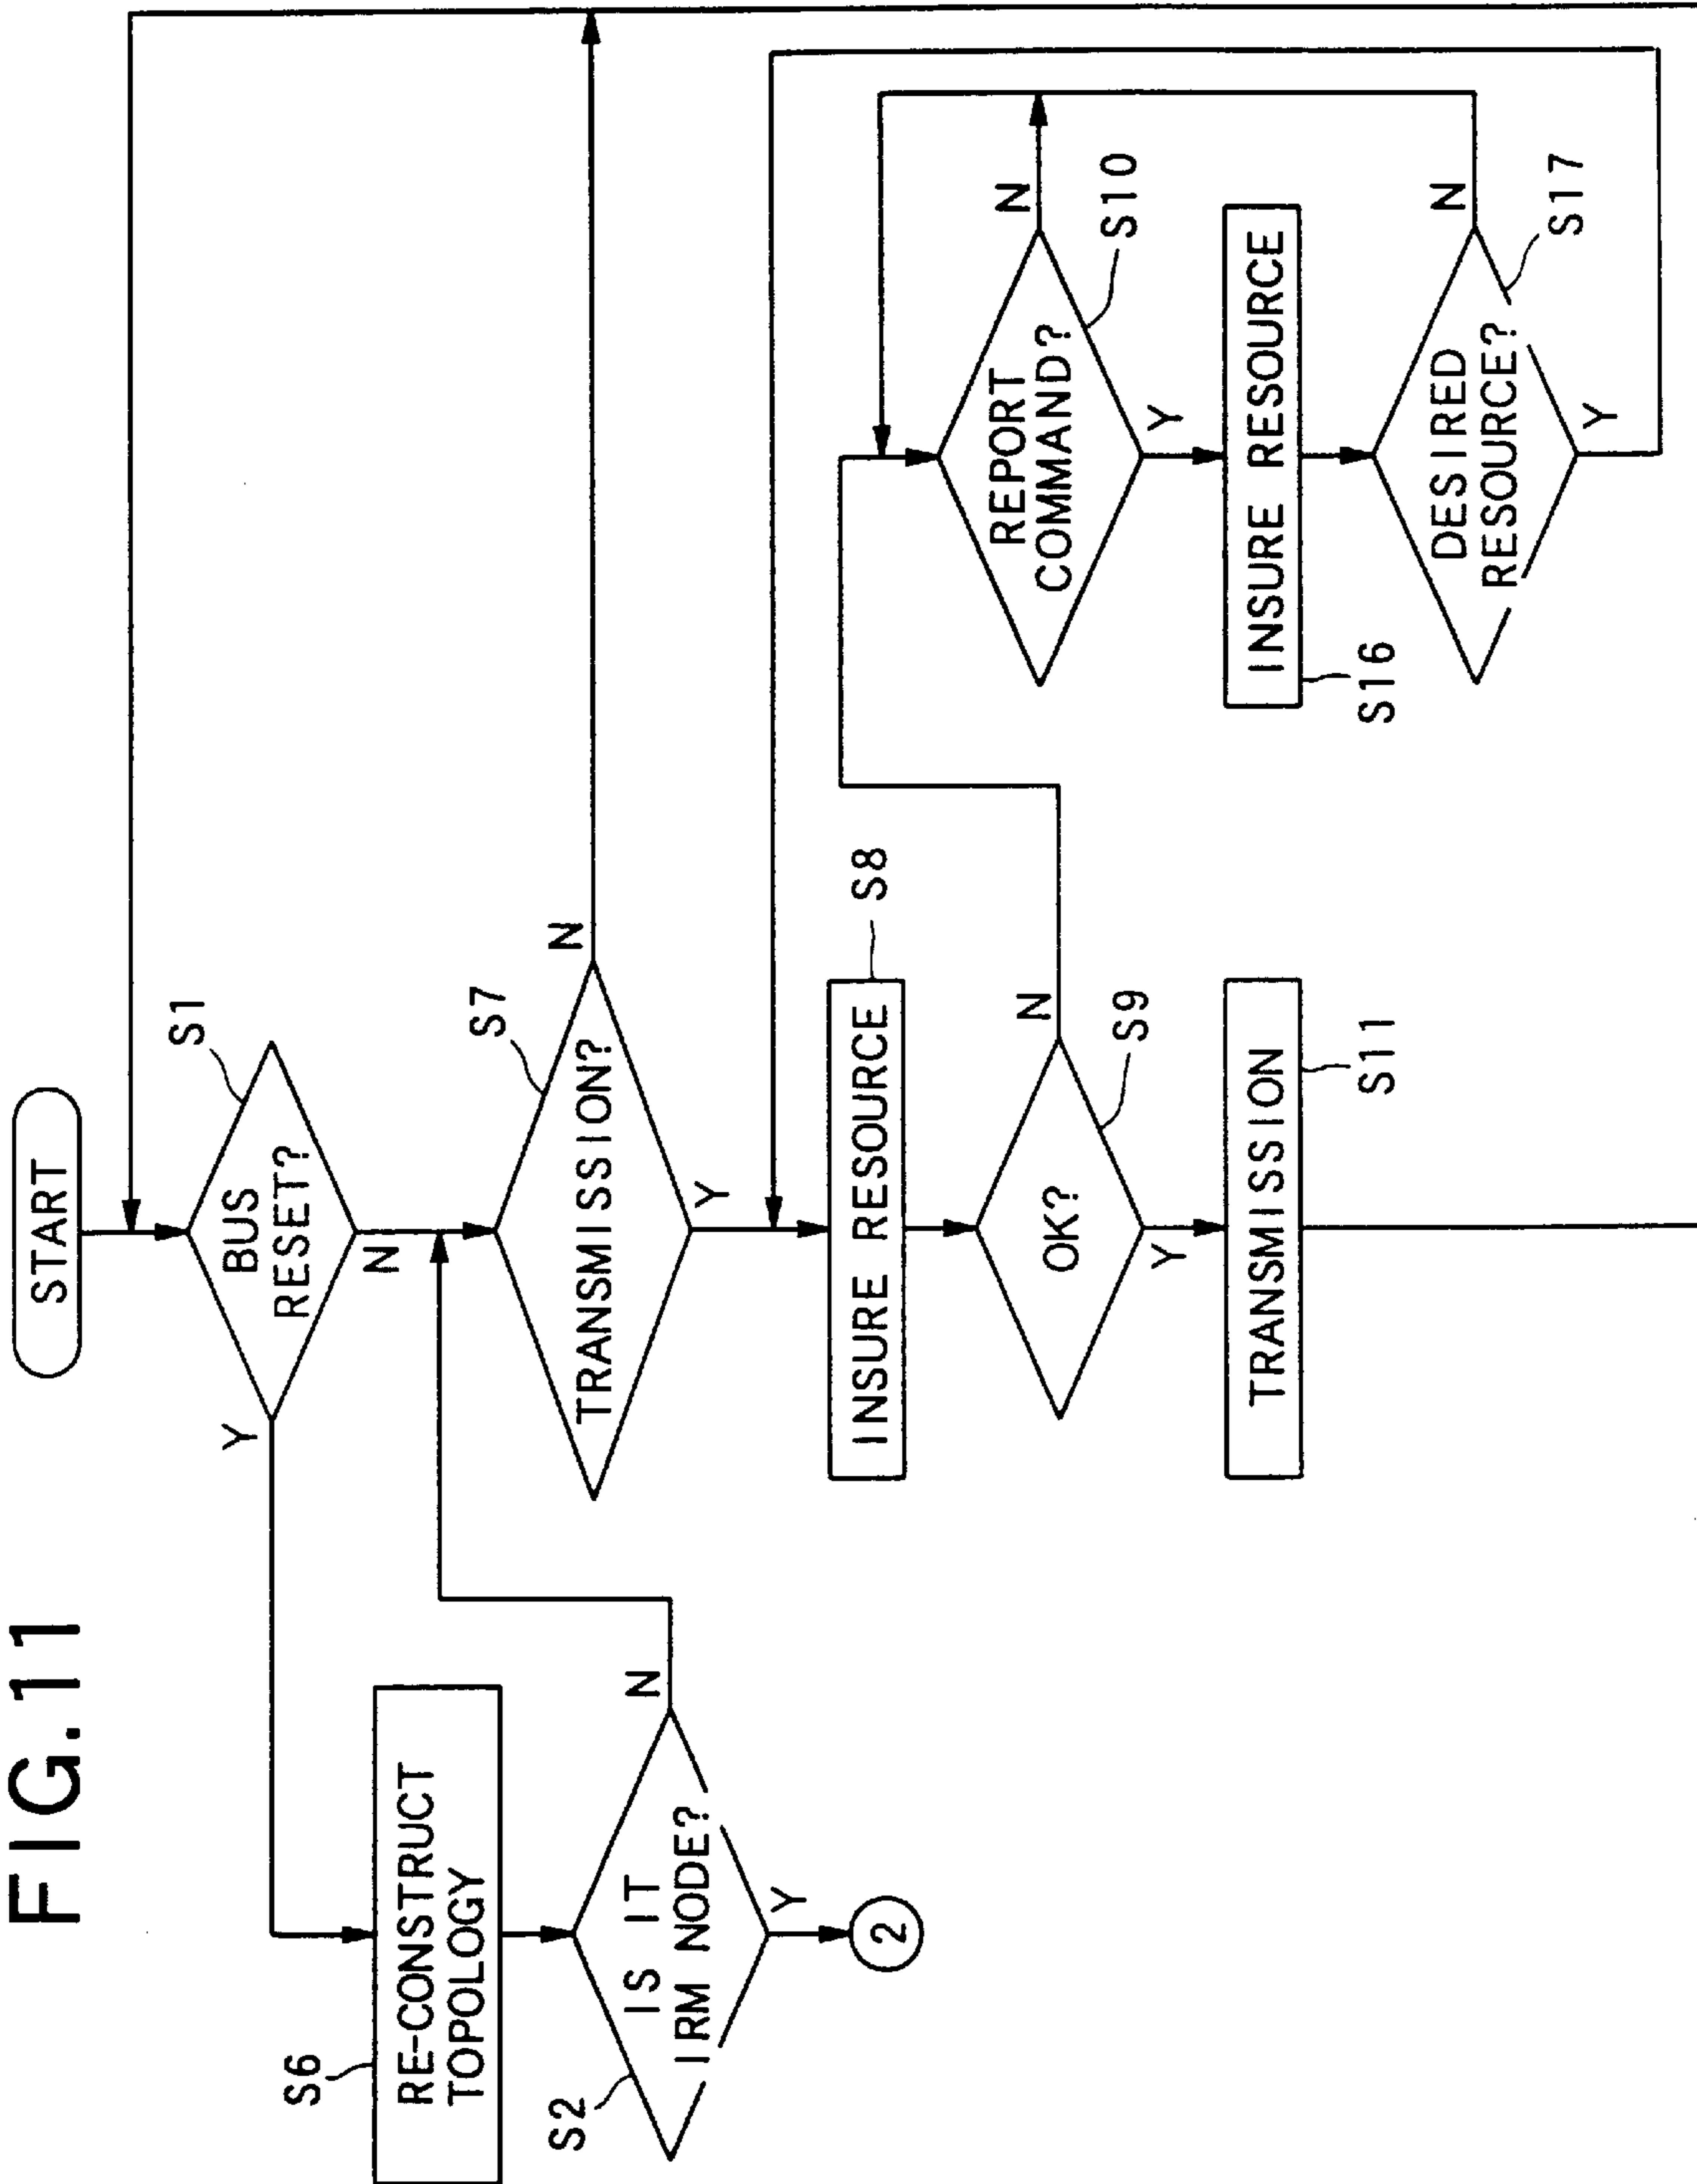 FIG.11
START
S1
BUS
RESET?
Y
N
S6
RE-CONSTRUCT
TOPOLOGY
S2
IS IT
IRM NODE?
N
Y
2
S7
TRANSMISSION?
N
Y
INSURE RESOURCE
S8
OK?
N
S9
Y
TRANSMISSION
S11
REPORT
COMMAND?
N
S10
Y
INSURE RESOURCE
S16
DESIRED
RESOURCE?
N
S17
Y